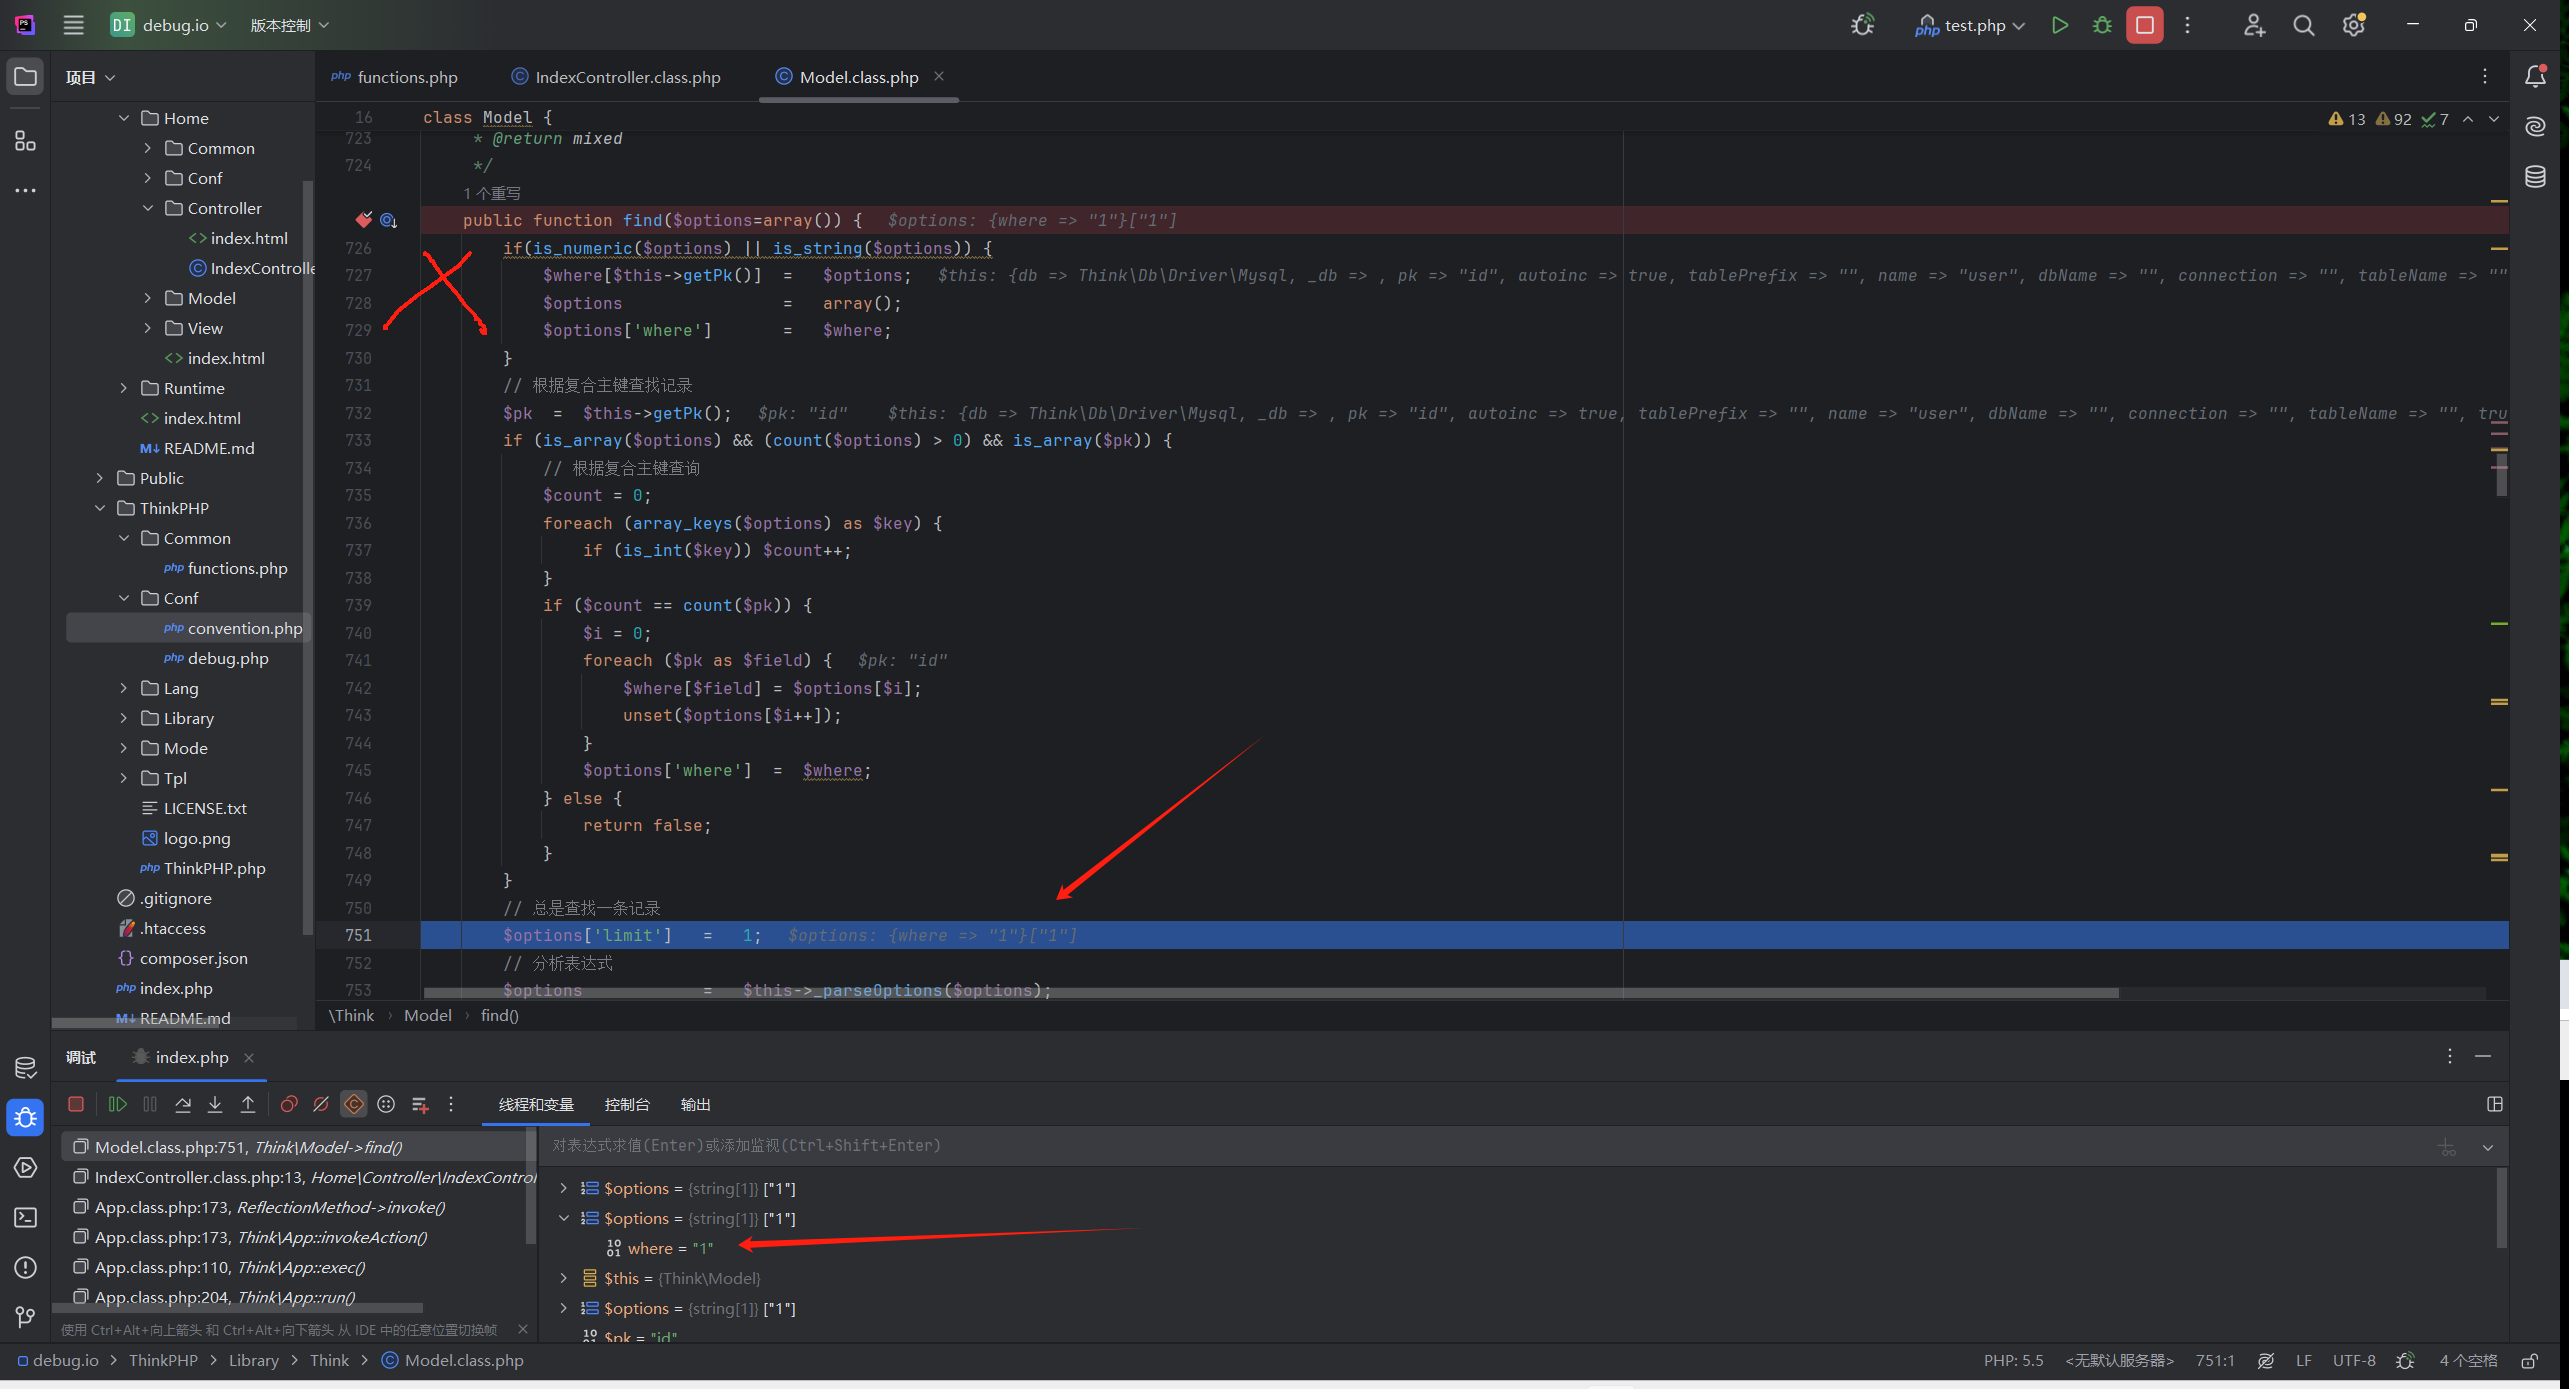 DI debug.io 版本控制 php test.php
项目
Home
Common
Conf
Controller
<> index.html
IndexControlle
Model
View
<> index.html
Runtime
<> index.html
M↓ README.md
Public
ThinkPHP
Common
php functions.php
Conf
php convention.php
php debug.php
Lang
Library
Mode
Tpl
LICENSE.txt
logo.png
php ThinkPHP.php
.gitignore
.htaccess
composer.json
php index.php
M↓ README.md
php functions.php IndexController.class.php Model.class.php
16 class Model { 13 92 7
723 * @return mixed
724 */
1 个重写
public function find($options=array()) { $options: {where => "1"}["1"]
726 if(is_numeric($options) || is_string($options)) {
727 $where[$this->getPk()] = $options; $this: {db => Think\Db\Driver\Mysql, _db => , pk => "id", autoinc => true, tablePrefix => "", name => "user", dbName => "", connection => "", tableName => ""
728 $options = array();
729 $options['where'] = $where;
730 }
731 // 根据复合主键查找记录
732 $pk = $this->getPk(); $pk: "id" $this: {db => Think\Db\Driver\Mysql, _db => , pk => "id", autoinc => true, tablePrefix => "", name => "user", dbName => "", connection => "", tableName => "", tru
733 if (is_array($options) && (count($options) > 0) && is_array($pk)) {
734 // 根据复合主键查询
735 $count = 0;
736 foreach (array_keys($options) as $key) {
737 if (is_int($key)) $count++;
738 }
739 if ($count == count($pk)) {
740 $i = 0;
741 foreach ($pk as $field) { $pk: "id"
742 $where[$field] = $options[$i];
743 unset($options[$i++]);
744 }
745 $options['where'] = $where;
746 } else {
747 return false;
748 }
749 }
750 // 总是查找一条记录
751 $options['limit'] = 1; $options: {where => "1"}["1"]
752 // 分析表达式
753 $options = $this->_parseOptions($options);
\Think › Model › find()
调试 index.php
线程和变量 控制台 输出
Model.class.php:751, Think\Model->find()
IndexController.class.php:13, Home\Controller\IndexControl
App.class.php:173, ReflectionMethod->invoke()
App.class.php:173, Think\App::invokeAction()
App.class.php:110, Think\App::exec()
App.class.php:204, Think\App::run()
使用 Ctrl+Alt+向上箭头 和 Ctrl+Alt+向下箭头 从 IDE 中的任意位置切换帧
对表达式求值(Enter)或添加监视(Ctrl+Shift+Enter)
$options = {string[1]} ["1"]
$options = {string[1]} ["1"]
where = "1"
$this = {Think\Model}
$options = {string[1]} ["1"]
$pk = "id"
debug.io > ThinkPHP > Library > Think > Model.class.php PHP: 5.5 <无默认服务器> 751:1 LF UTF-8 4 个空格